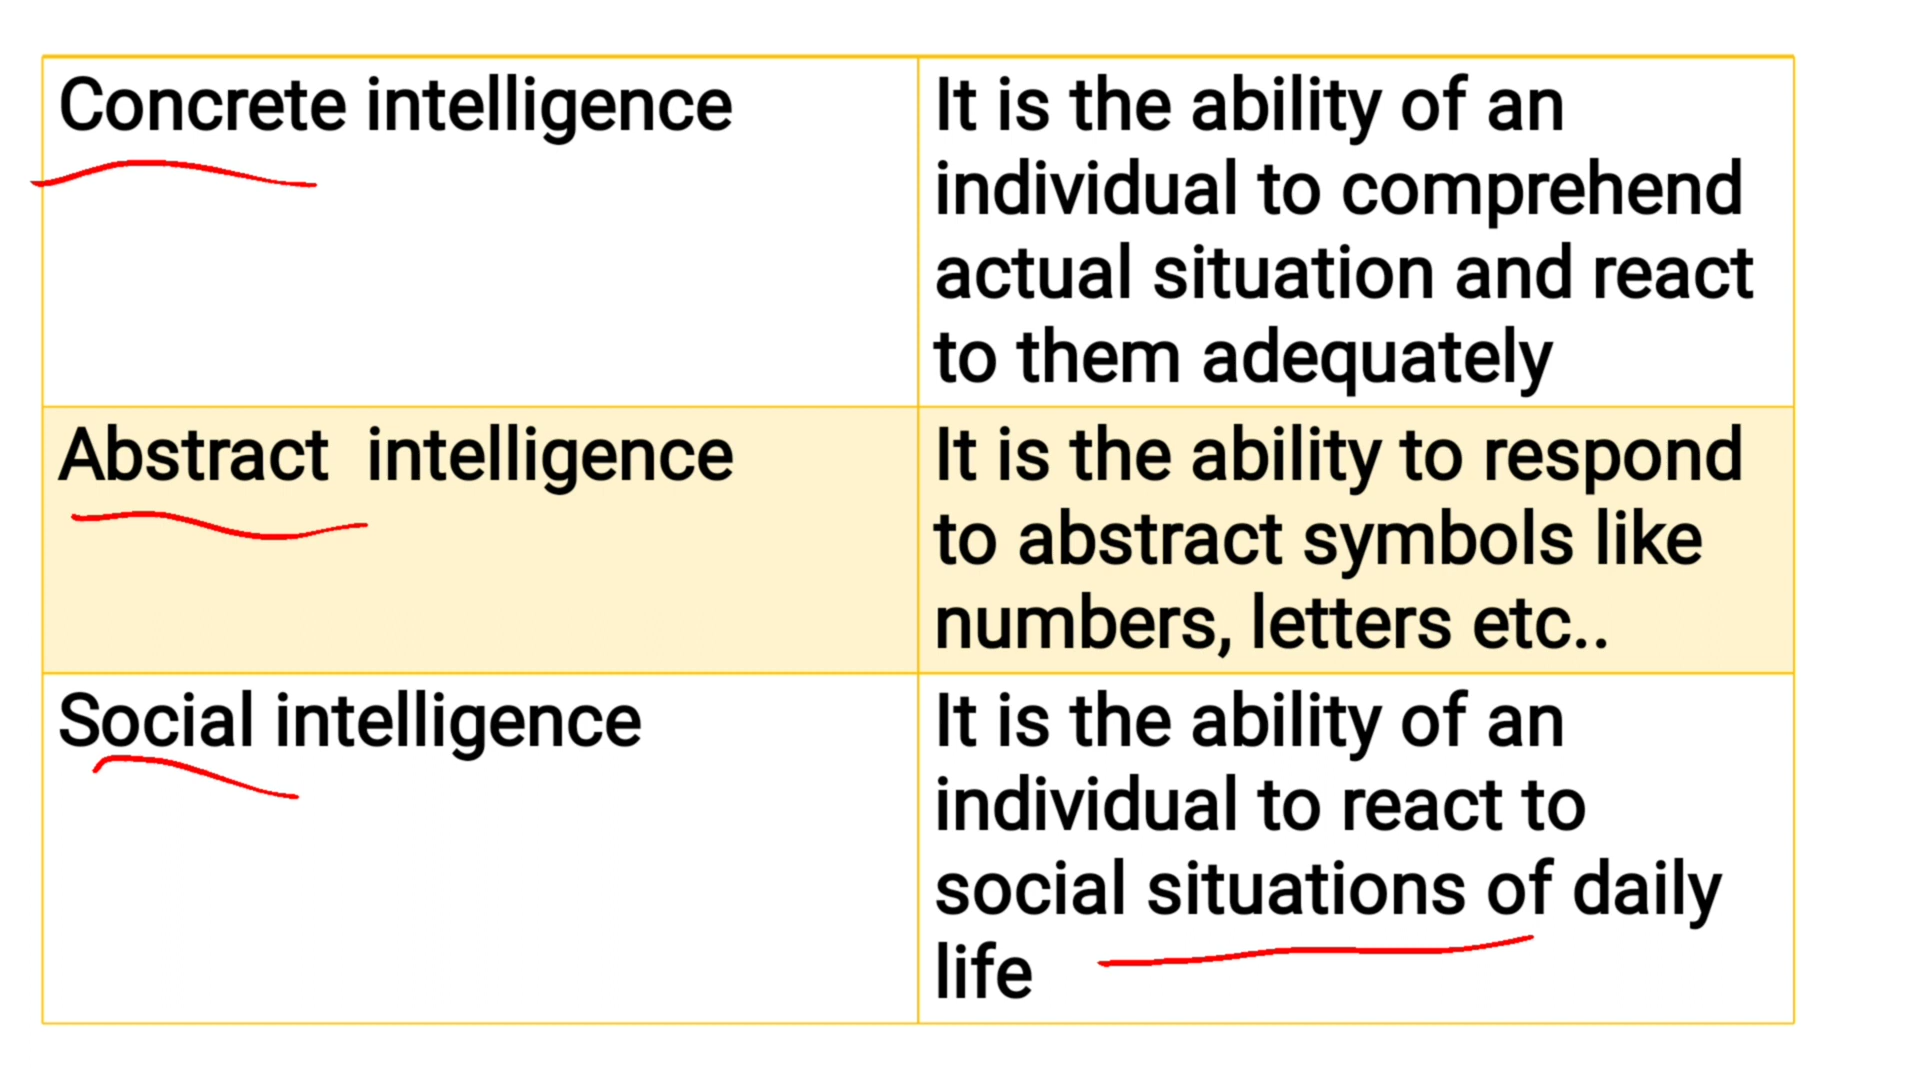 Concrete intelligence
It is the ability of an
individual to comprehend
actual situation and react
to them adequately
Abstract  intelligence
It is the ability to respond
to abstract symbols like
numbers, letters etc..
Social intelligence
It is the ability of an
individual to react to
social situations of daily
life